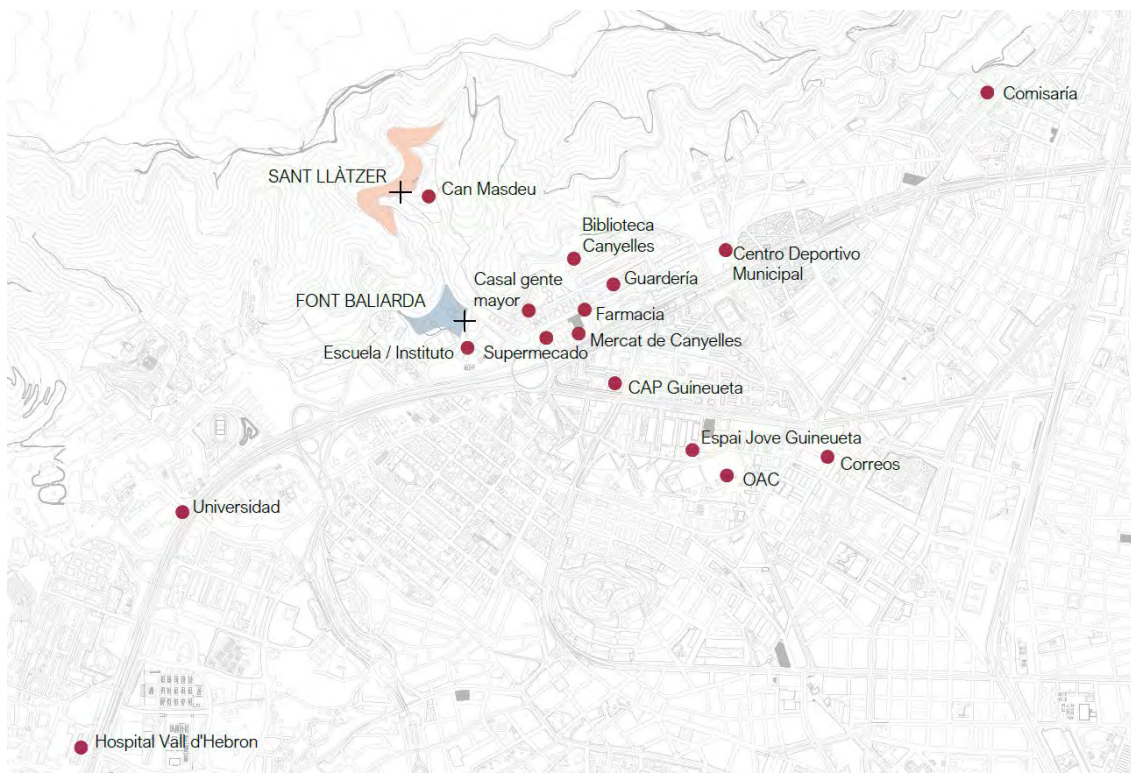 Comisaría
SANT LLÀTZER
Can Masdeu
Biblioteca
Canyelles
Centro Deportivo
Municipal
Guardería
Casal gente
mayor
FONT BALIARDA
Farmacia
Mercat de Canyelles
Escuela / Instituto
Supermecado
CAP Guineueta
Espai Jove Guineueta
Correos
OAC
Universidad
Hospital Vall d'Hebron